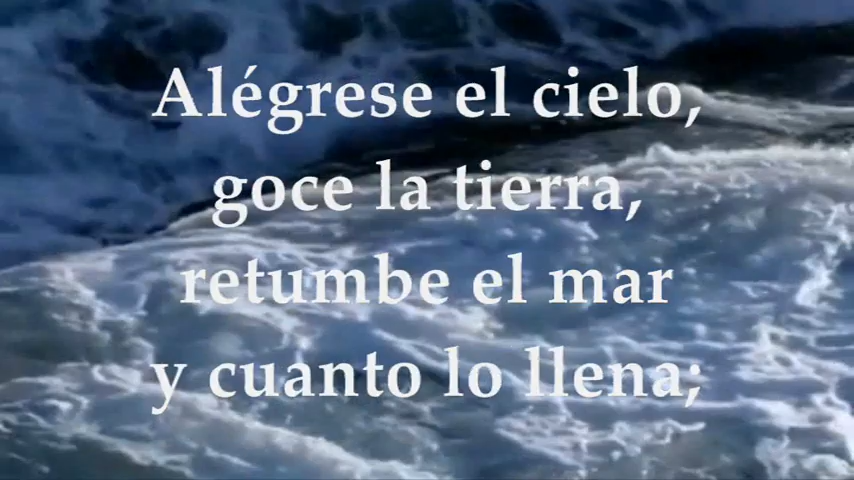 Alégrese el cielo,
goce la tierra,
retumbe el mar
y cuanto lo llena;